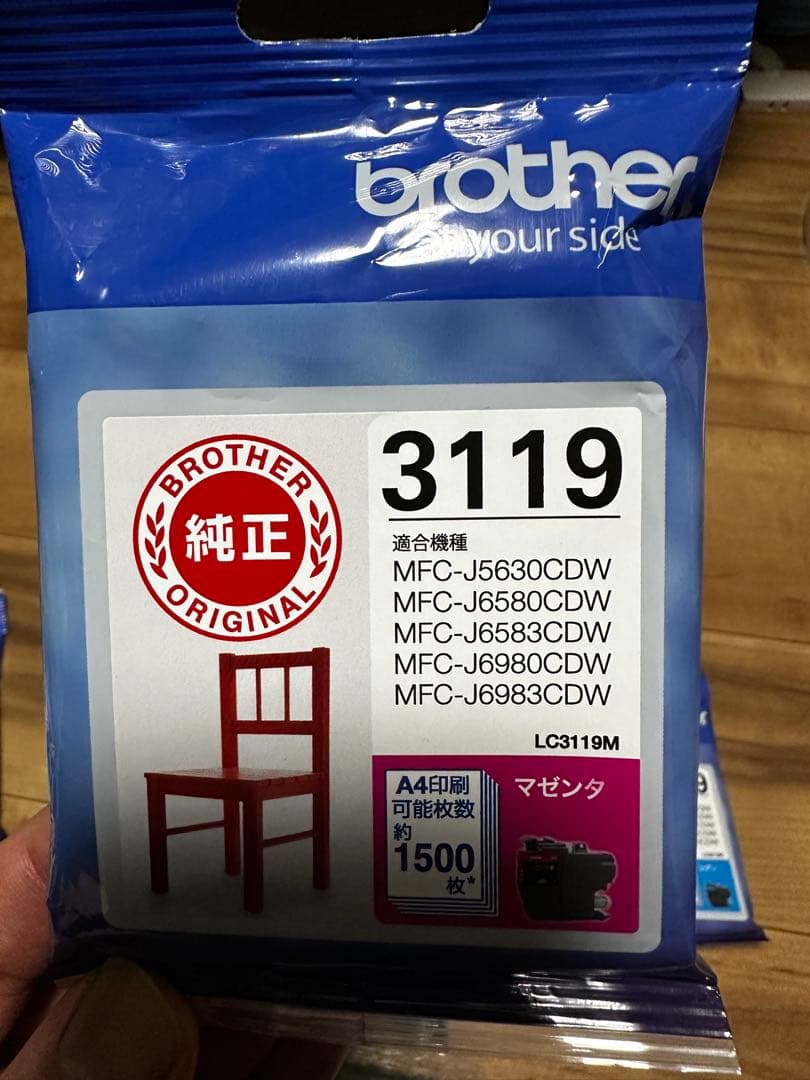 brother
at your side
BROTHER
純正
ORIGINAL
3119
適合機種
MFC-J5630CDW
MFC-J6580CDW
MFC-J6583CDW
MFC-J6980CDW
MFC-J6983CDW
LC3119M
A4印刷
可能枚数
約
1500
枚*
マゼンタ
9